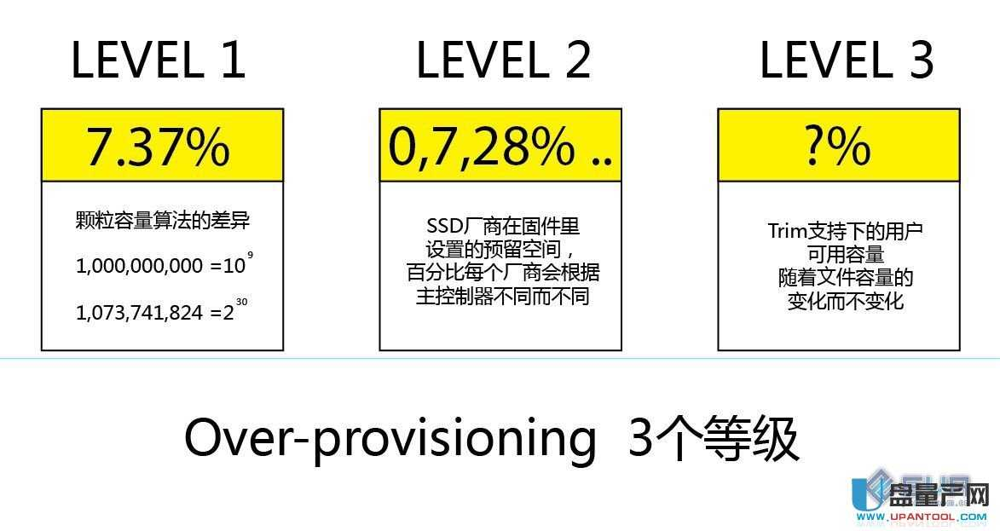 LEVEL 1
LEVEL 2
LEVEL 3
7.37%
颗粒容量算法的差异
1,000,000,000 =10⁹
1,073,741,824 =2³⁰
0,7,28% ..
SSD厂商在固件里
设置的预留空间，
百分比每个厂商会根据
主控制器不同而不同
?%
Trim支持下的用户
可用容量
随着文件容量的
变化而不变化
Over-provisioning 3个等级
U盘量产网
WWW.UPANTOOL.COM